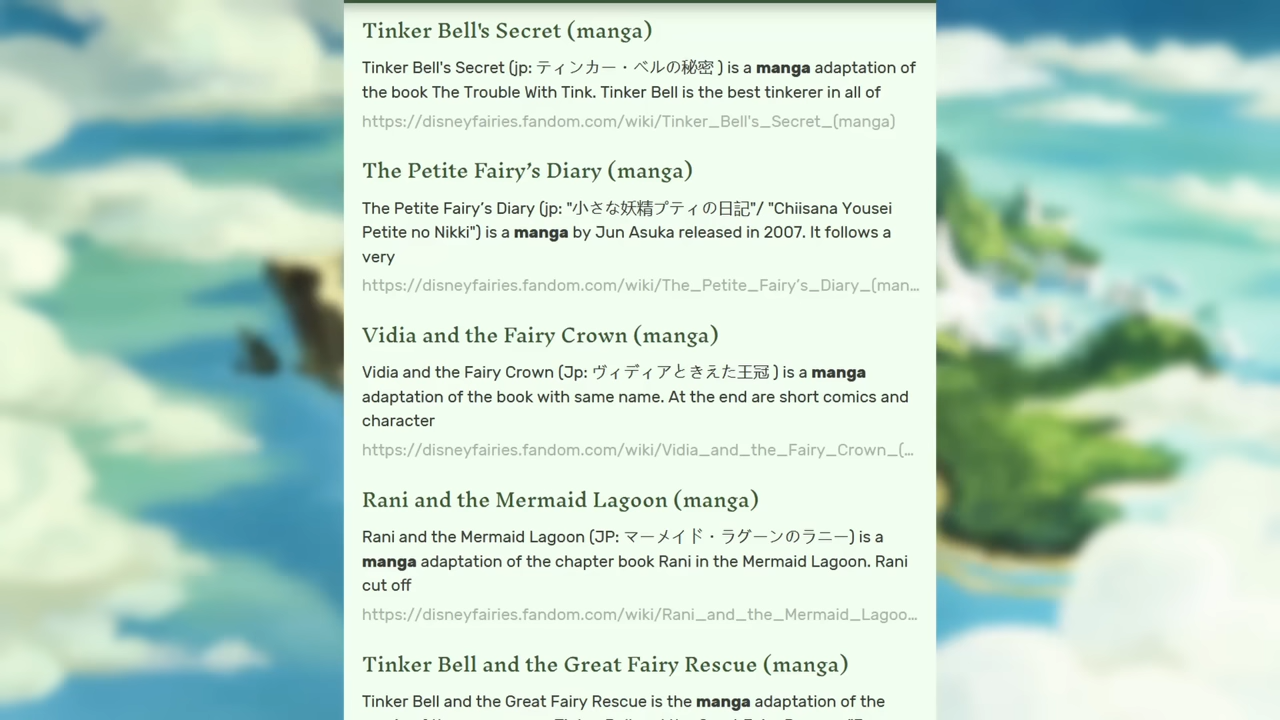 Tinker Bell's Secret (manga)
Tinker Bell's Secret (jp: ティンカー・ベルの秘密 ) is a manga adaptation of
the book The Trouble With Tink. Tinker Bell is the best tinkerer in all of
https://disneyfairies.fandom.com/wiki/Tinker_Bell's_Secret_(manga)
The Petite Fairy’s Diary (manga)
The Petite Fairy’s Diary (jp: "小さな妖精プティの日記"/ "Chiisana Yousei
Petite no Nikki") is a manga by Jun Asuka released in 2007. It follows a
very
https://disneyfairies.fandom.com/wiki/The_Petite_Fairy’s_Diary_(man…
Vidia and the Fairy Crown (manga)
Vidia and the Fairy Crown (Jp: ヴィディアときえた王冠 ) is a manga
adaptation of the book with same name. At the end are short comics and
character
https://disneyfairies.fandom.com/wiki/Vidia_and_the_Fairy_Crown_(…
Rani and the Mermaid Lagoon (manga)
Rani and the Mermaid Lagoon (JP: マーメイド・ラグーンのラニー) is a
manga adaptation of the chapter book Rani in the Mermaid Lagoon. Rani
cut off
https://disneyfairies.fandom.com/wiki/Rani_and_the_Mermaid_Lagoo…
Tinker Bell and the Great Fairy Rescue (manga)
Tinker Bell and the Great Fairy Rescue is the manga adaptation of the